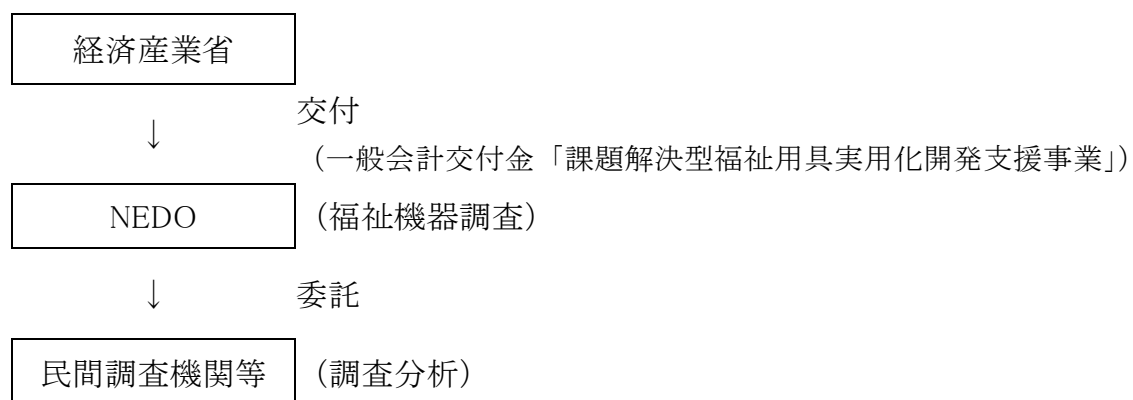 経済産業省
↓
交付
（一般会計交付金「課題解決型福祉用具実用化開発支援事業」）
NEDO
（福祉機器調査）
↓
委託
民間調査機関等
（調査分析）